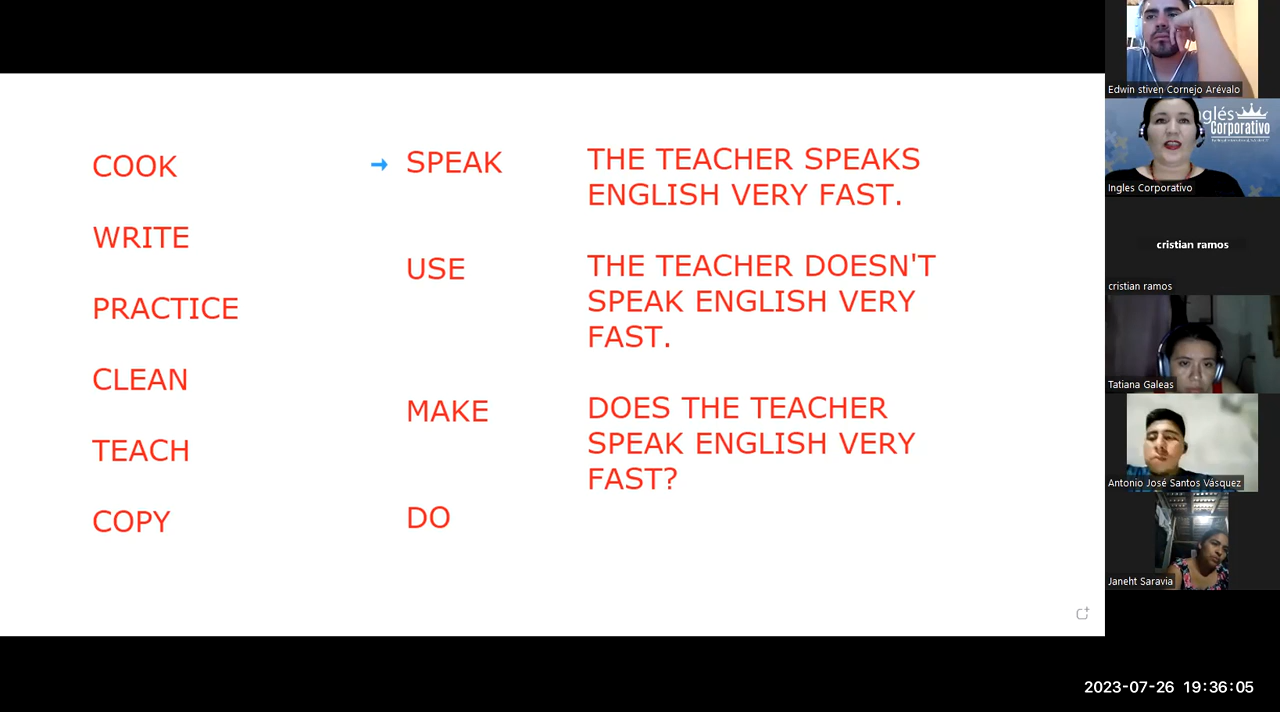 COOK
WRITE
PRACTICE
CLEAN
TEACH
COPY
SPEAK
USE
MAKE
DO
THE TEACHER SPEAKS
ENGLISH VERY FAST.
THE TEACHER DOESN'T
SPEAK ENGLISH VERY
FAST.
DOES THE TEACHER
SPEAK ENGLISH VERY
FAST?
Edwin stiven Cornejo Arévalo
glés
Corporativo
Ingles Corporativo
cristian ramos
cristian ramos
Tatiana Galeas
Antonio José Santos Vásquez
Janeht Saravia
2023-07-26 19:36:05